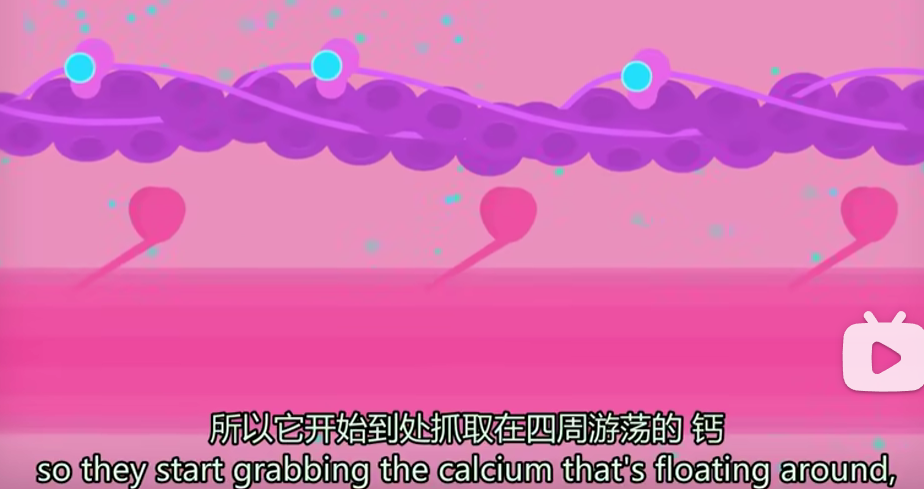 所以它开始到处抓取在四周游荡的 钙
so they start grabbing the calcium that's floating around,